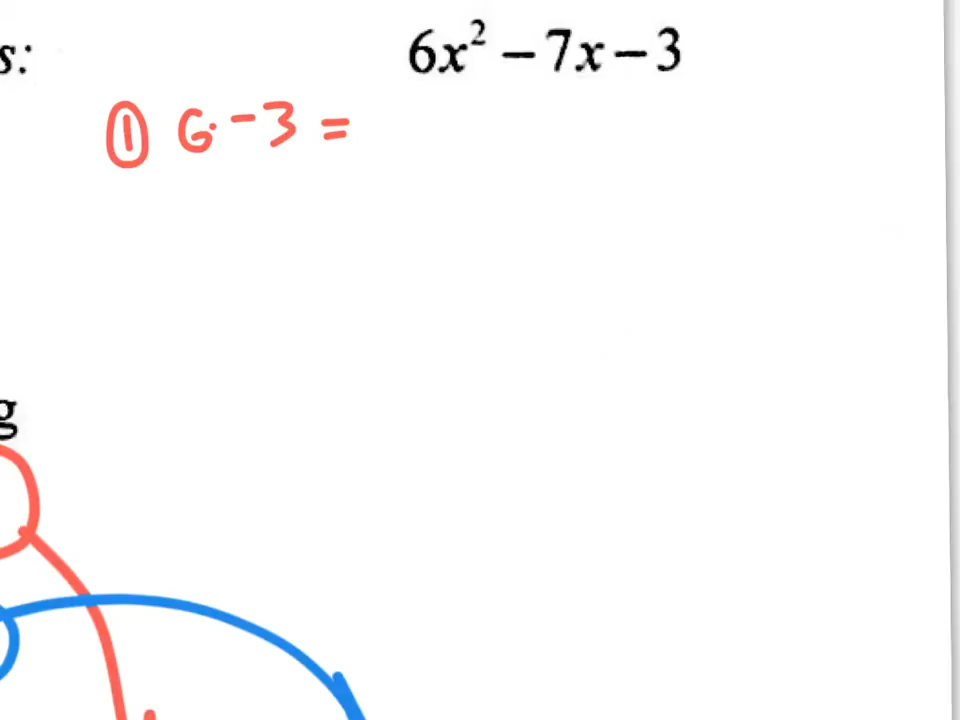 s: 6x² − 7x − 3
① 6· −3 =
g